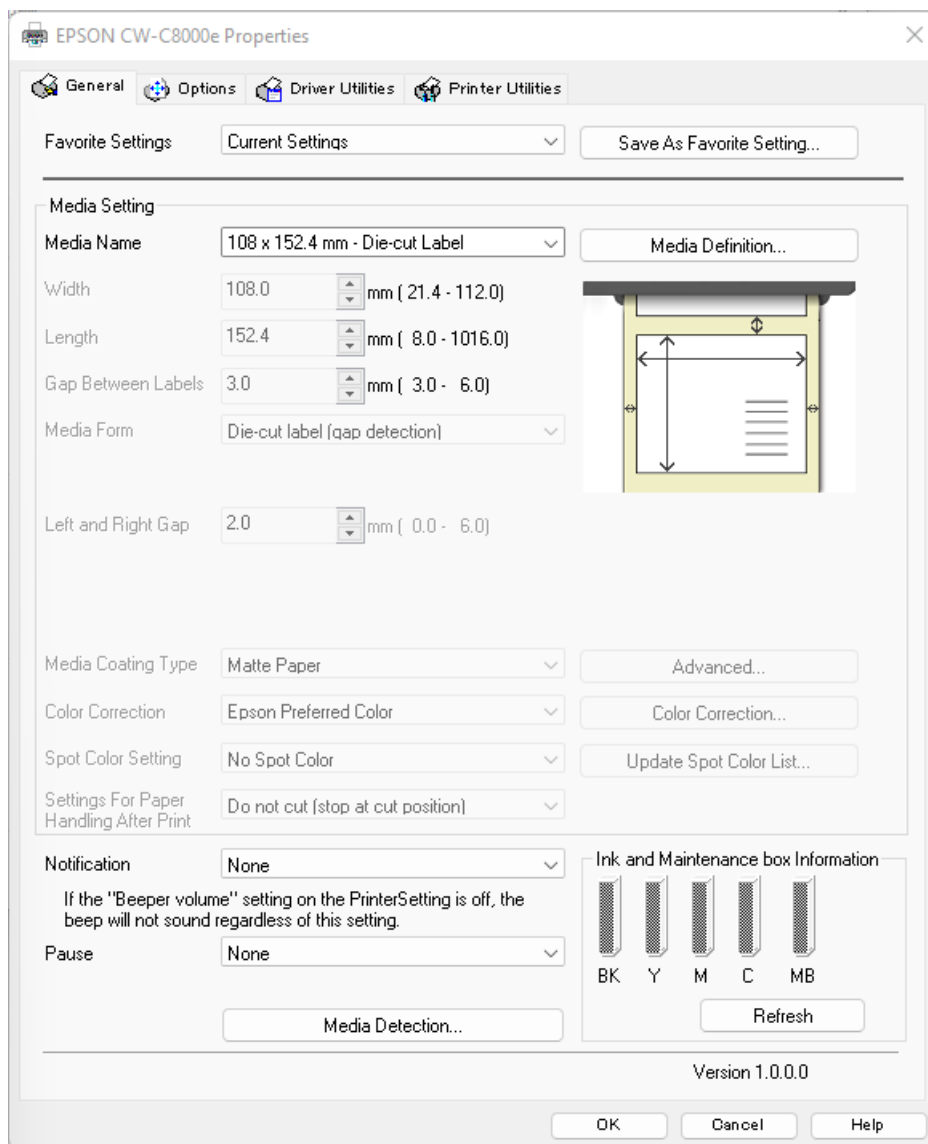 EPSON CW-C8000e Properties
General Options Driver Utilities Printer Utilities
Favorite Settings Current Settings Save As Favorite Setting...
Media Setting
Media Name 108 x 152.4 mm - Die-cut Label Media Definition...
Width 108.0 mm ( 21.4 - 112.0)
Length 152.4 mm ( 8.0 - 1016.0)
Gap Between Labels 3.0 mm ( 3.0 - 6.0)
Media Form Die-cut label (gap detection)
Left and Right Gap 2.0 mm ( 0.0 - 6.0)
Media Coating Type Matte Paper Advanced...
Color Correction Epson Preferred Color Color Correction...
Spot Color Setting No Spot Color Update Spot Color List...
Settings For Paper
Handling After Print Do not cut (stop at cut position)
Notification None
If the "Beeper volume" setting on the PrinterSetting is off, the
beep will not sound regardless of this setting.
Pause None
Media Detection...
Ink and Maintenance box Information
BK Y M C MB
Refresh
Version 1.0.0.0
OK Cancel Help